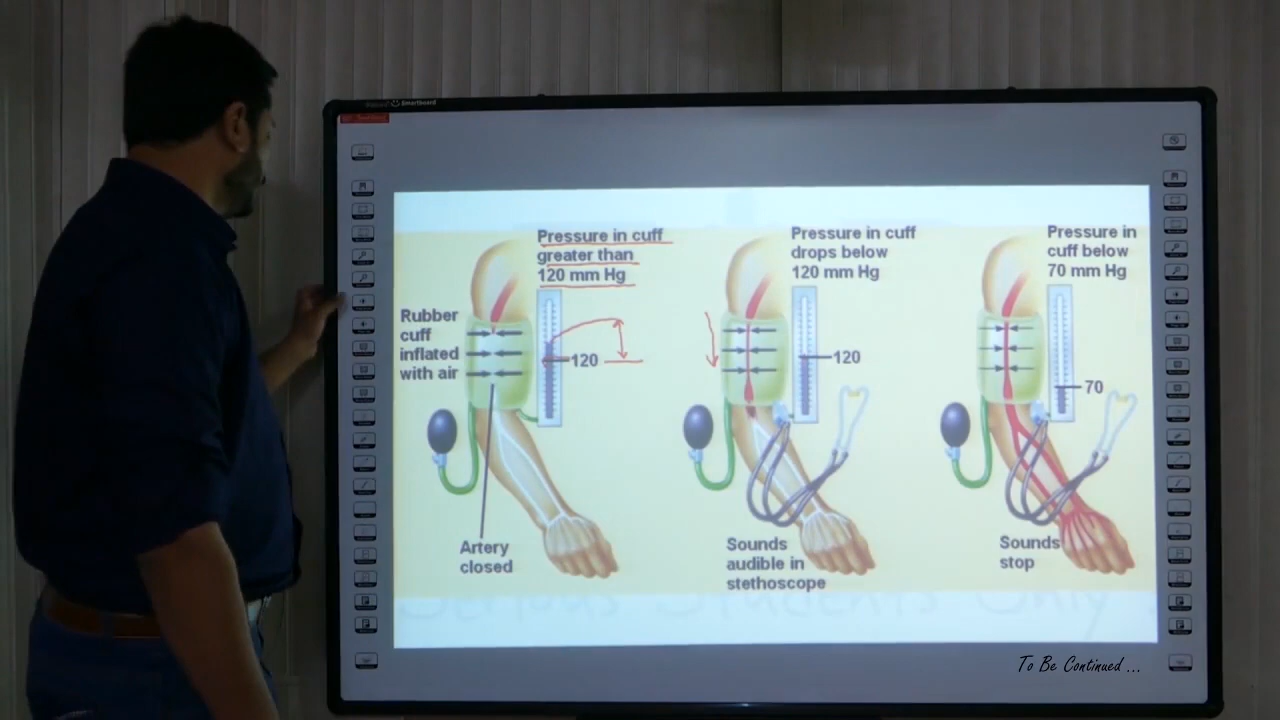 Smartboard
Pressure in cuff
greater than
120 mm Hg
Rubber
cuff
inflated
with air
120
Artery
closed
Pressure in cuff
drops below
120 mm Hg
120
Sounds
audible in
stethoscope
Pressure in
cuff below
70 mm Hg
70
Sounds
stop
To Be Continued ...